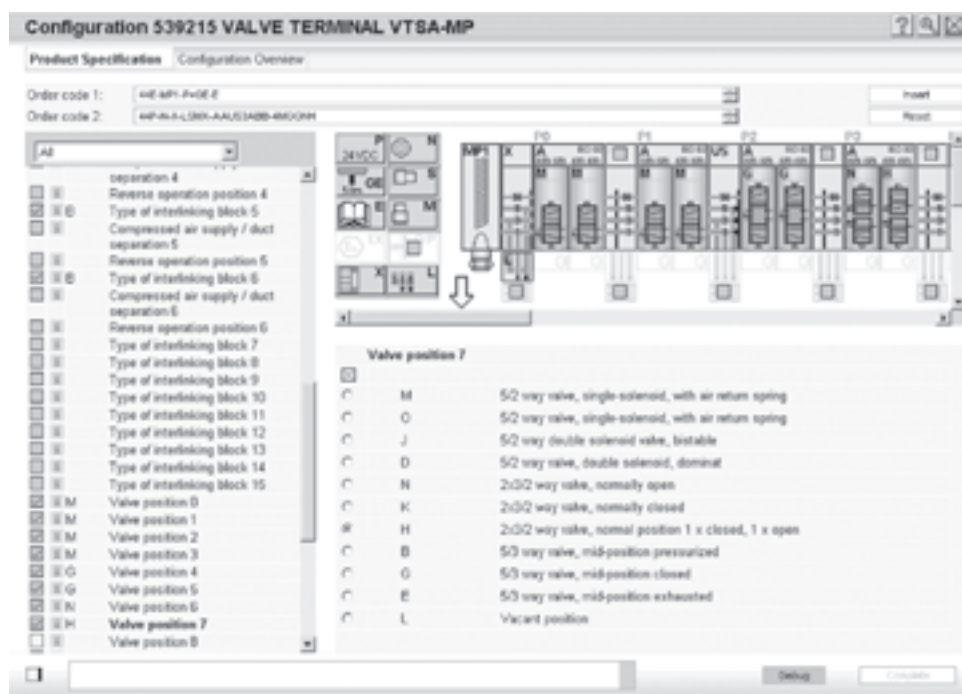 Configuration 539215 VALVE TERMINAL VTSA-MP
Product Specification Configuration Overview
Order code 1: 44E-MP1-P+GE-E
Insert
Order code 2:
Reset
All
separation 4
Reverse operation position 4
B Type of interlinking block 5
Compressed air supply / duct
separation 5
Reverse operation position 5
B Type of interlinking block 6
Compressed air supply / duct
separation 6
Reverse operation position 6
Type of interlinking block 7
Type of interlinking block 8
Type of interlinking block 9
Type of interlinking block 10
Type of interlinking block 11
Type of interlinking block 12
Type of interlinking block 13
Type of interlinking block 14
Type of interlinking block 15
M Valve position 0
M Valve position 1
M Valve position 2
M Valve position 3
G Valve position 4
G Valve position 5
N Valve position 6
H Valve position 7
Valve position 8
P N
24VDC
GE S
E M
X L
P0 P1 P2 P3
MP1 X A A US A A
M M M M G G N H
L
Valve position 7
M 5/2 way valve, single-solenoid, with air return spring
O 5/2 way valve, single-solenoid, with air return spring
J 5/2 way double solenoid valve, bistable
D 5/2 way valve, double solenoid, dominat
N 2x3/2 way valve, normally open
K 2x3/2 way valve, normally closed
H 2x3/2 way valve, normal position 1 x closed, 1 x open
B 5/3 way valve, mid-position pressurized
G 5/3 way valve, mid-position closed
E 5/3 way valve, mid-position exhausted
L Vacant position
Debug
Complete